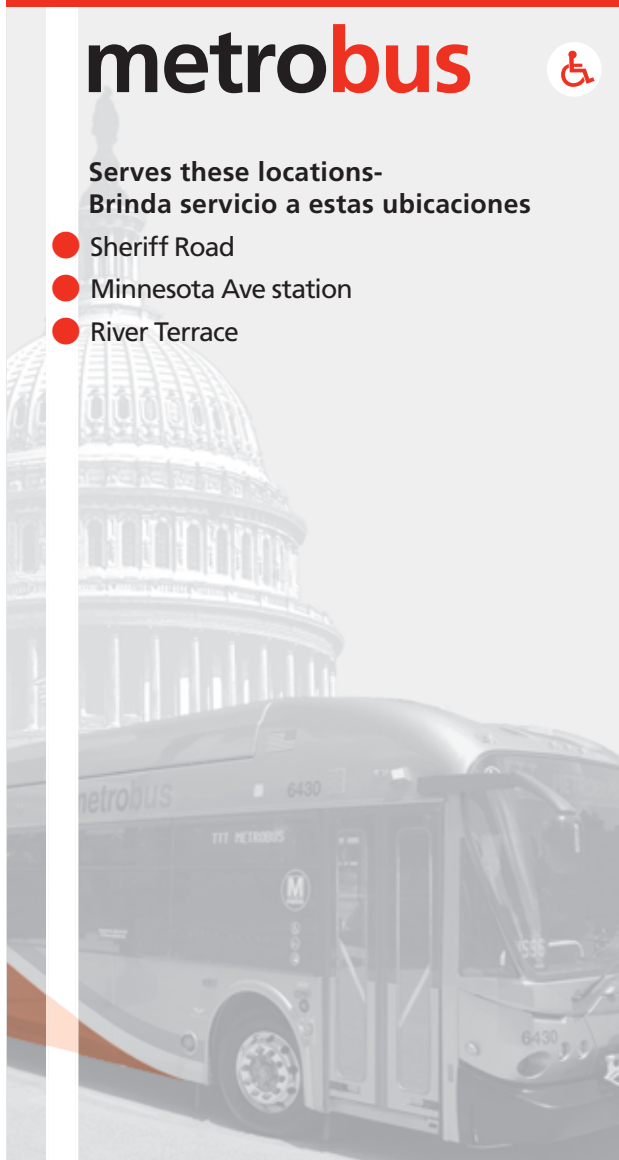 metrobus
Serves these locations-
Brinda servicio a estas ubicaciones
Sheriff Road
Minnesota Ave station
River Terrace
metrobus
6430
TYT METROBUS
M
6430